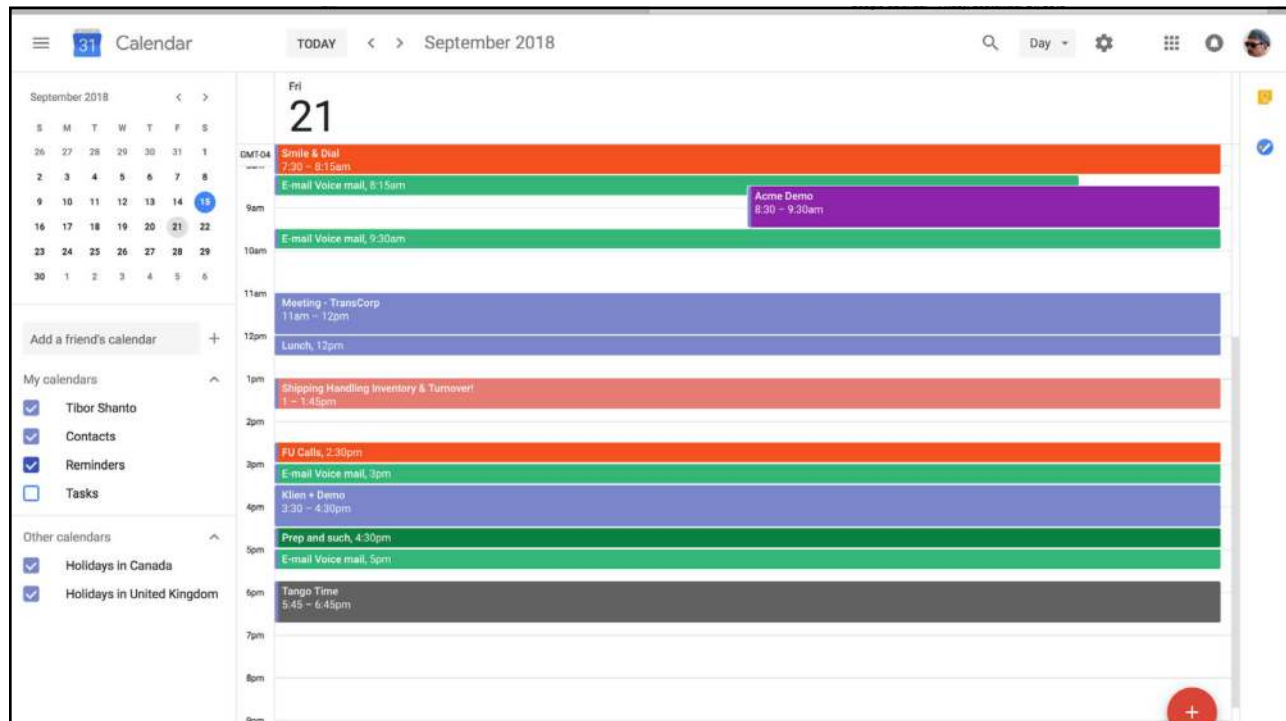 31 Calendar TODAY < > September 2018 Day
September 2018 < >
S M T W T F S
26 27 28 29 30 31 1
2 3 4 5 6 7 8
9 10 11 12 13 14 15
16 17 18 19 20 21 22
23 24 25 26 27 28 29
30 1 2 3 4 5 6
Add a friend's calendar +
My calendars
Tibor Shanto
Contacts
Reminders
Tasks
Other calendars
Holidays in Canada
Holidays in United Kingdom
Fri
21
GMT-04
Smile & Dial
7:30 – 8:15am
E-mail Voice mail, 8:15am
Acme Demo
8:30 – 9:30am
9am
E-mail Voice mail, 9:30am
10am
11am
Meeting - TransCorp
11am – 12pm
12pm
Lunch, 12pm
1pm
Shipping Handling Inventory & Turnover!
1 – 1:45pm
2pm
FU Calls, 2:30pm
3pm
E-mail Voice mail, 3pm
Klien + Demo
3:30 – 4:30pm
4pm
Prep and such, 4:30pm
5pm
E-mail Voice mail, 5pm
6pm
Tango Time
5:45 – 6:45pm
7pm
8pm
9pm
+